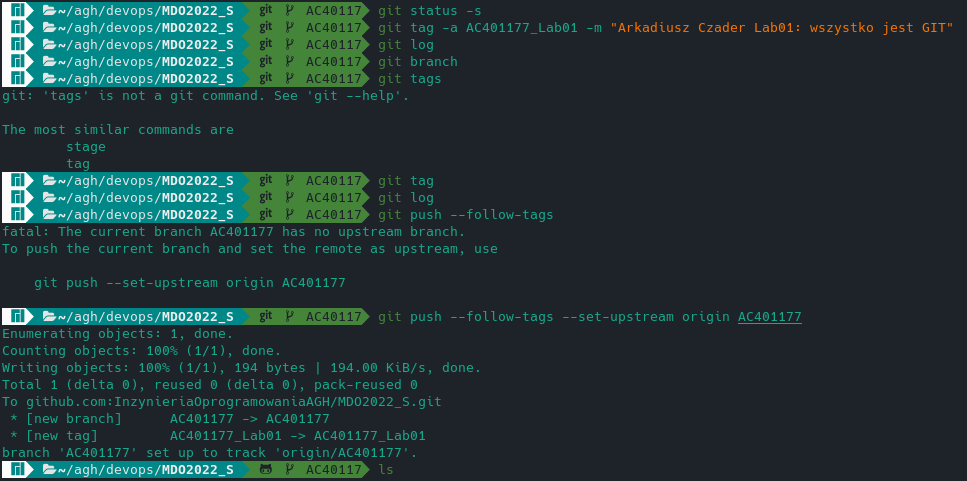 ~/agh/devops/MDO2022_S git AC40117 git status -s
~/agh/devops/MDO2022_S git AC40117 git tag -a AC401177_Lab01 -m "Arkadiusz Czader Lab01: wszystko jest GIT"
~/agh/devops/MDO2022_S git AC40117 git log
~/agh/devops/MDO2022_S git AC40117 git branch
~/agh/devops/MDO2022_S git AC40117 git tags
git: 'tags' is not a git command. See 'git --help'.
The most similar commands are
stage
tag
~/agh/devops/MDO2022_S git AC40117 git tag
~/agh/devops/MDO2022_S git AC40117 git log
~/agh/devops/MDO2022_S git AC40117 git push --follow-tags
fatal: The current branch AC401177 has no upstream branch.
To push the current branch and set the remote as upstream, use
git push --set-upstream origin AC401177
~/agh/devops/MDO2022_S git AC40117 git push --follow-tags --set-upstream origin AC401177
Enumerating objects: 1, done.
Counting objects: 100% (1/1), done.
Writing objects: 100% (1/1), 194 bytes | 194.00 KiB/s, done.
Total 1 (delta 0), reused 0 (delta 0), pack-reused 0
To github.com:InzynieriaOprogramowaniaAGH/MDO2022_S.git
* [new branch] AC401177 -> AC401177
* [new tag] AC401177_Lab01 -> AC401177_Lab01
branch 'AC401177' set up to track 'origin/AC401177'.
~/agh/devops/MDO2022_S AC40117 ls